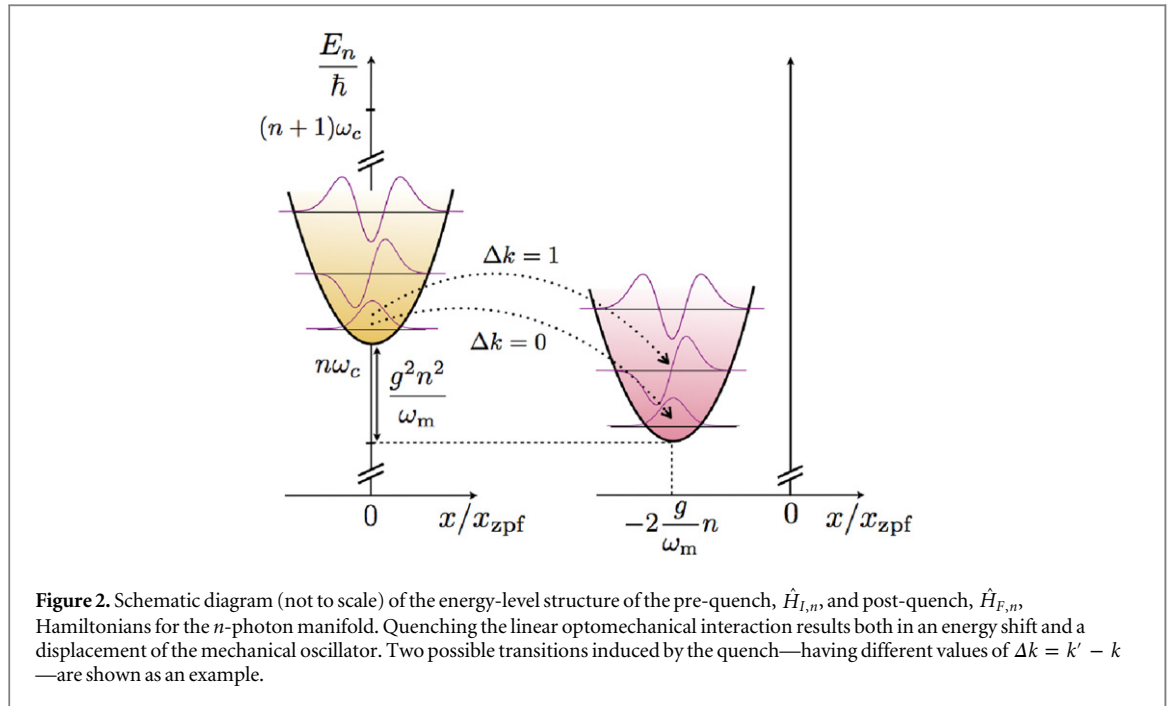 E_n/ħ
(n + 1)ω_c
Δk = 1
Δk = 0
nω_c
g²n²/ω_m
0
x/x_zpf
−2 g/ω_m n
0
x/x_zpf
Figure 2. Schematic diagram (not to scale) of the energy-level structure of the pre-quench, Ĥ_{I,n}, and post-quench, Ĥ_{F,n},
Hamiltonians for the n-photon manifold. Quenching the linear optomechanical interaction results both in an energy shift and a
displacement of the mechanical oscillator. Two possible transitions induced by the quench—having different values of Δk = k′ − k
—are shown as an example.